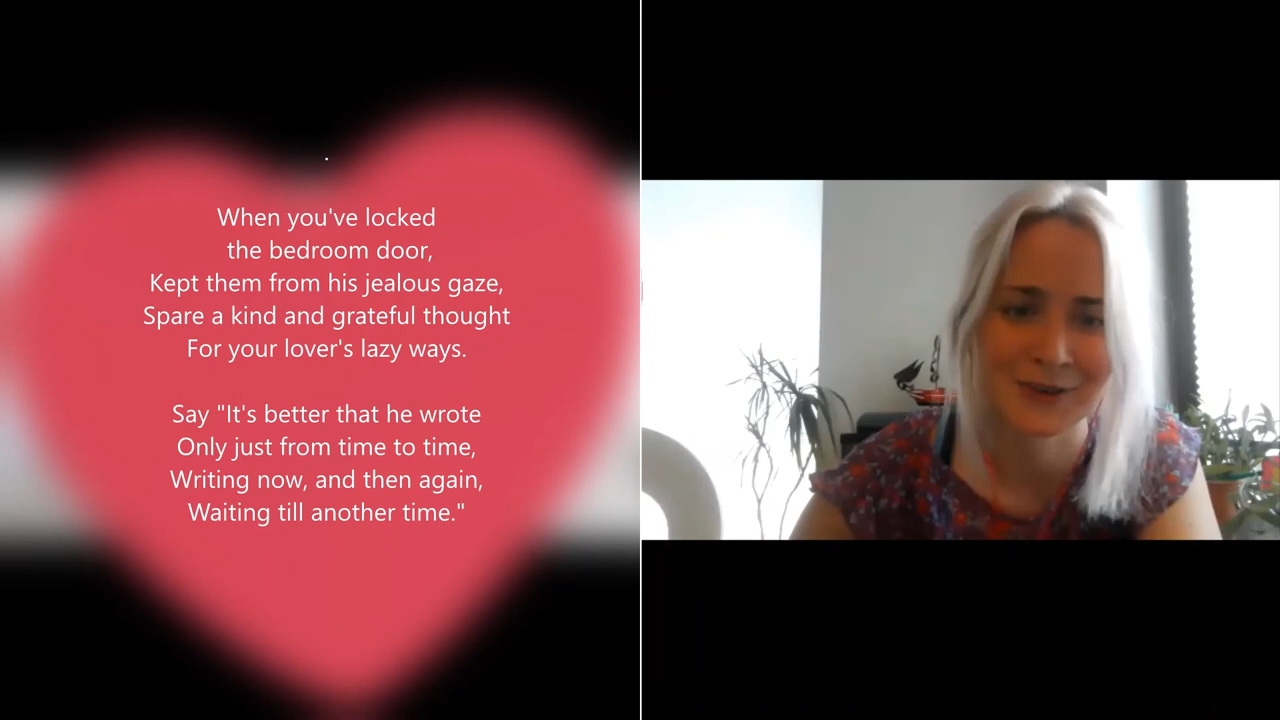 When you've locked
the bedroom door,
Kept them from his jealous gaze,
Spare a kind and grateful thought
For your lover's lazy ways.
Say "It's better that he wrote
Only just from time to time,
Writing now, and then again,
Waiting till another time."